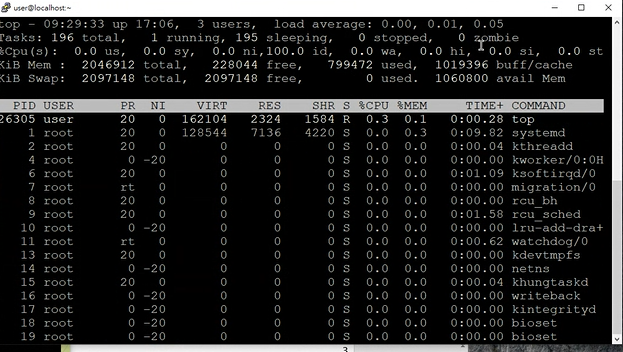 user@localhost:~
top - 09:29:33 up 17:06,  3 users,  load average: 0.00, 0.01, 0.05
Tasks: 196 total,   1 running, 195 sleeping,   0 stopped,   0 zombie
%Cpu(s):  0.0 us,  0.0 sy,  0.0 ni,100.0 id,  0.0 wa,  0.0 hi,  0.0 si,  0.0 st
KiB Mem :  2046912 total,   228044 free,   799472 used,  1019396 buff/cache
KiB Swap:  2097148 total,  2097148 free,        0 used.  1060800 avail Mem
PID USER      PR  NI    VIRT    RES    SHR S %CPU %MEM     TIME+ COMMAND
26305 user      20   0  162104   2324   1584 R  0.3  0.1   0:00.28 top
1 root      20   0  128544   7136   4220 S  0.0  0.3   0:09.82 systemd
2 root      20   0       0      0      0 S  0.0  0.0   0:00.04 kthreadd
4 root       0 -20       0      0      0 S  0.0  0.0   0:00.00 kworker/0:0H
6 root      20   0       0      0      0 S  0.0  0.0   0:01.09 ksoftirqd/0
7 root      rt   0       0      0      0 S  0.0  0.0   0:00.00 migration/0
8 root      20   0       0      0      0 S  0.0  0.0   0:00.00 rcu_bh
9 root      20   0       0      0      0 S  0.0  0.0   0:01.58 rcu_sched
10 root       0 -20       0      0      0 S  0.0  0.0   0:00.00 lru-add-dra+
11 root      rt   0       0      0      0 S  0.0  0.0   0:00.62 watchdog/0
13 root      20   0       0      0      0 S  0.0  0.0   0:00.00 kdevtmpfs
14 root       0 -20       0      0      0 S  0.0  0.0   0:00.00 netns
15 root      20   0       0      0      0 S  0.0  0.0   0:00.04 khungtaskd
16 root       0 -20       0      0      0 S  0.0  0.0   0:00.00 writeback
17 root       0 -20       0      0      0 S  0.0  0.0   0:00.00 kintegrityd
18 root       0 -20       0      0      0 S  0.0  0.0   0:00.00 bioset
19 root       0 -20       0      0      0 S  0.0  0.0   0:00.00 bioset
3